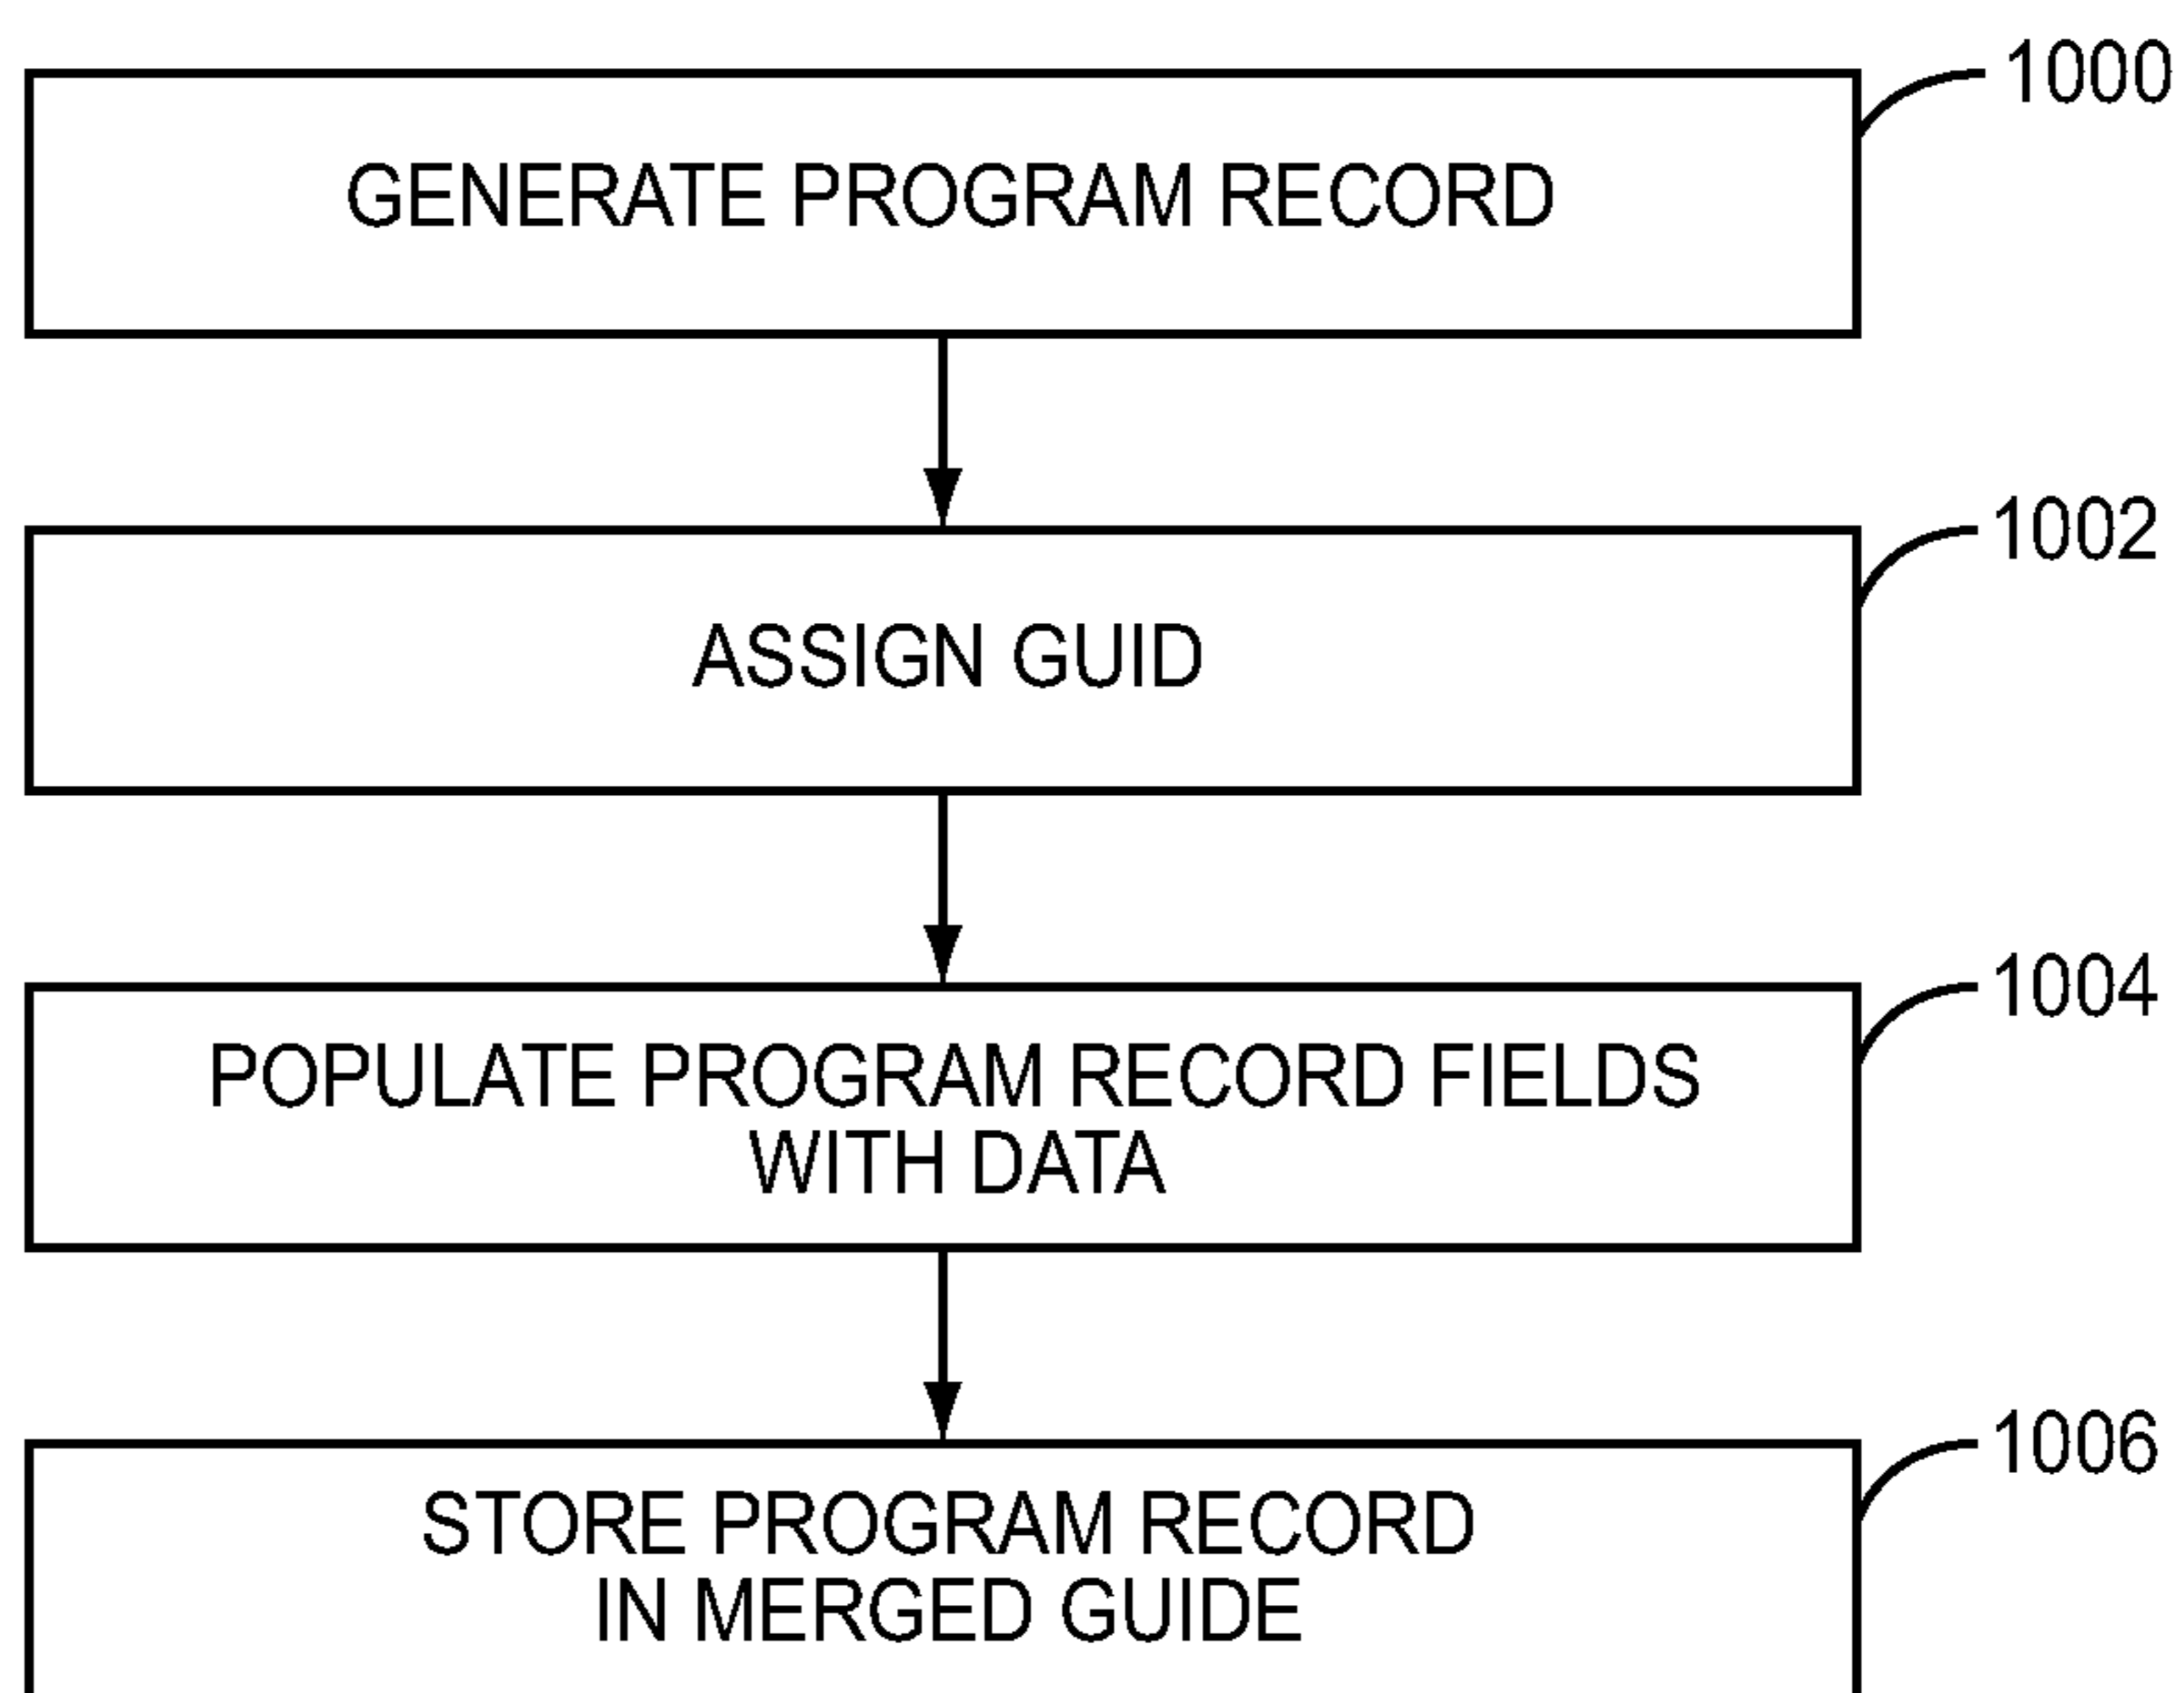 1000
GENERATE PROGRAM RECORD
1002
ASSIGN GUID
1004
POPULATE PROGRAM RECORD FIELDS
WITH DATA
1006
STORE PROGRAM RECORD
IN MERGED GUIDE